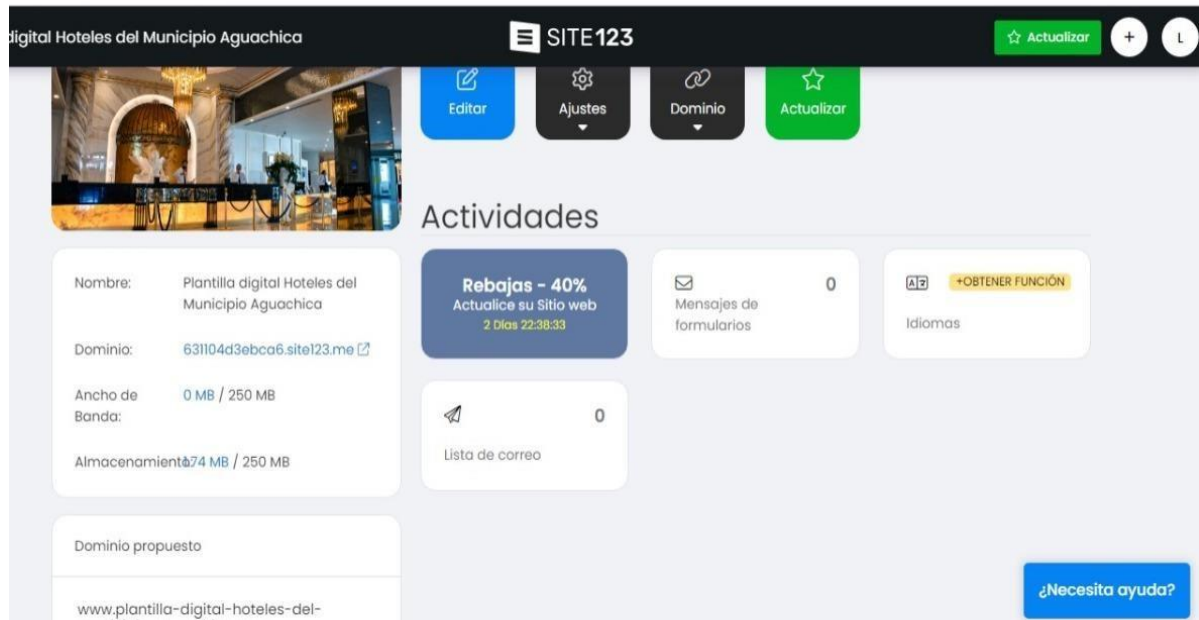 digital Hoteles del Municipio Aguachica
SITE123
Actualizar
+
L
Editar
Ajustes
Dominio
Actualizar
Actividades
Nombre: Plantilla digital Hoteles del
Municipio Aguachica
Dominio: 631104d3ebca6.site123.me
Ancho de 0 MB / 250 MB
Banda:
Almacenamiento: 1.74 MB / 250 MB
Rebajas - 40%
Actualice su Sitio web
2 Días 22:38:33
0
Mensajes de
formularios
+OBTENER FUNCIÓN
Idiomas
0
Lista de correo
Dominio propuesto
www.plantilla-digital-hoteles-del-
¿Necesita ayuda?